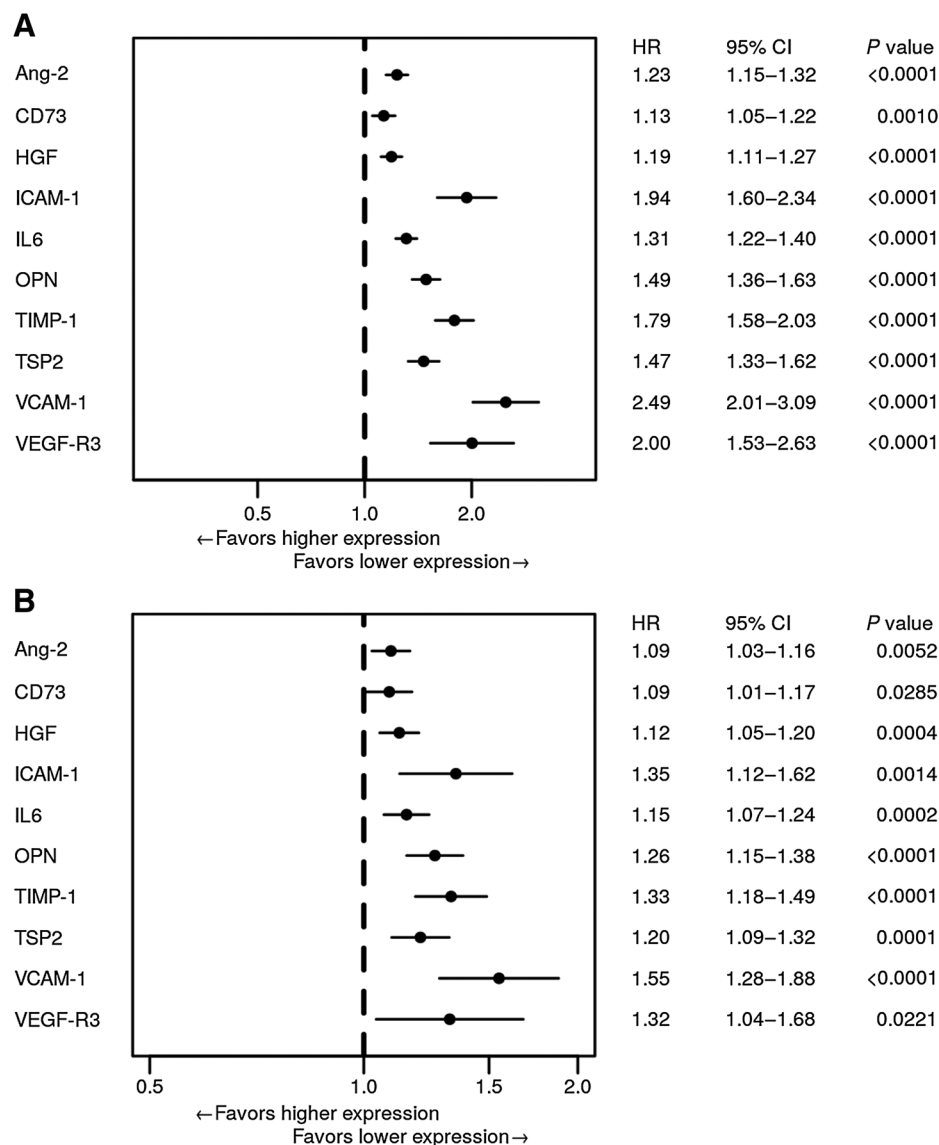 A
HR 95% CI P value
Ang-2 1.23 1.15–1.32 <0.0001
CD73 1.13 1.05–1.22 0.0010
HGF 1.19 1.11–1.27 <0.0001
ICAM-1 1.94 1.60–2.34 <0.0001
IL6 1.31 1.22–1.40 <0.0001
OPN 1.49 1.36–1.63 <0.0001
TIMP-1 1.79 1.58–2.03 <0.0001
TSP2 1.47 1.33–1.62 <0.0001
VCAM-1 2.49 2.01–3.09 <0.0001
VEGF-R3 2.00 1.53–2.63 <0.0001
0.5 1.0 2.0
←Favors higher expression
Favors lower expression→
B
HR 95% CI P value
Ang-2 1.09 1.03–1.16 0.0052
CD73 1.09 1.01–1.17 0.0285
HGF 1.12 1.05–1.20 0.0004
ICAM-1 1.35 1.12–1.62 0.0014
IL6 1.15 1.07–1.24 0.0002
OPN 1.26 1.15–1.38 <0.0001
TIMP-1 1.33 1.18–1.49 <0.0001
TSP2 1.20 1.09–1.32 0.0001
VCAM-1 1.55 1.28–1.88 <0.0001
VEGF-R3 1.32 1.04–1.68 0.0221
0.5 1.0 1.5 2.0
←Favors higher expression
Favors lower expression→